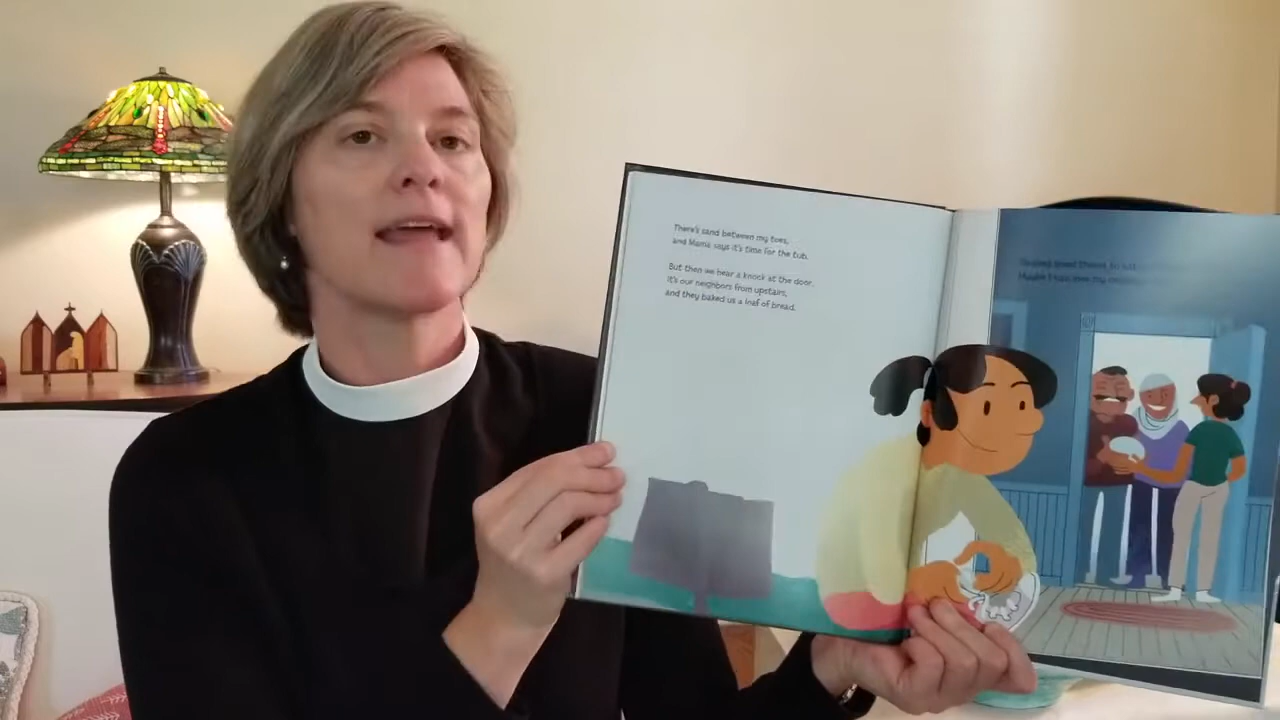 There's sand between my toes,
and Mama says it's time for the tub.
But then we hear a knock at the door.
It's our neighbors from upstairs,
and they baked us a loaf of bread.